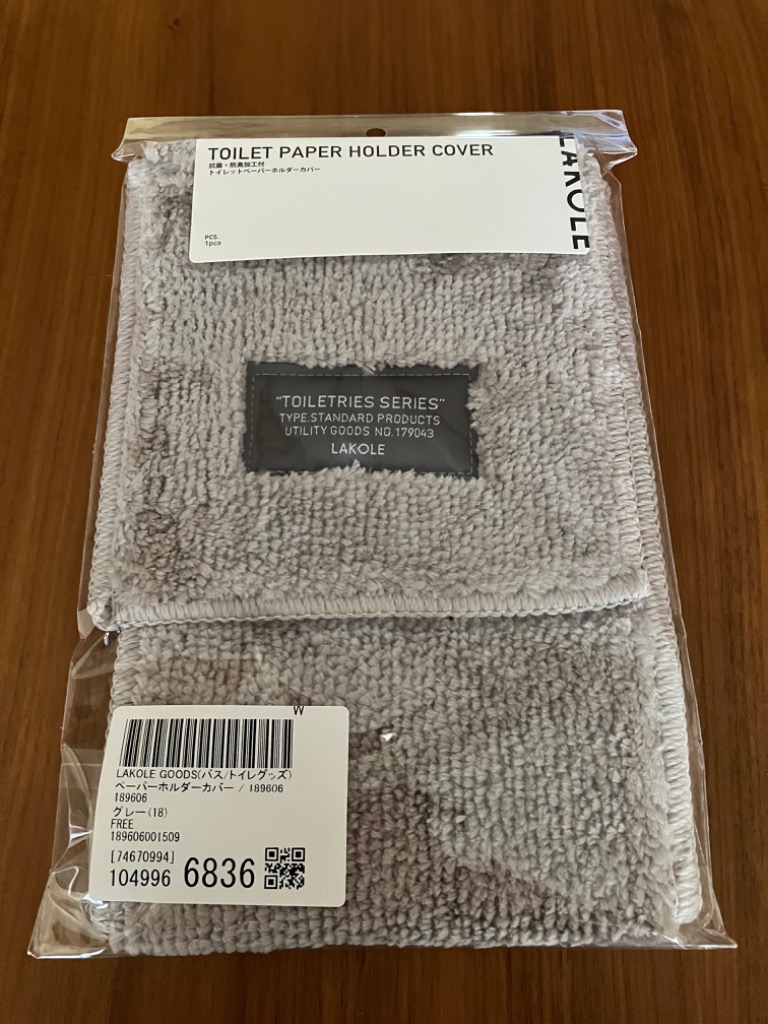 TOILET PAPER HOLDER COVER
抗菌・防臭加工付
トイレットペーパーホルダーカバー
PCS.
1pcs
LAKOLE
"TOILETRIES SERIES"
TYPE.STANDARD PRODUCTS
UTILITY GOODS NO.179043
LAKOLE
W
LAKOLE GOODS(バス/トイレグッズ)
ペーパーホルダーカバー / 189606
189606
グレー(18)
FREE
189606001509
[74670994]
104996 6836